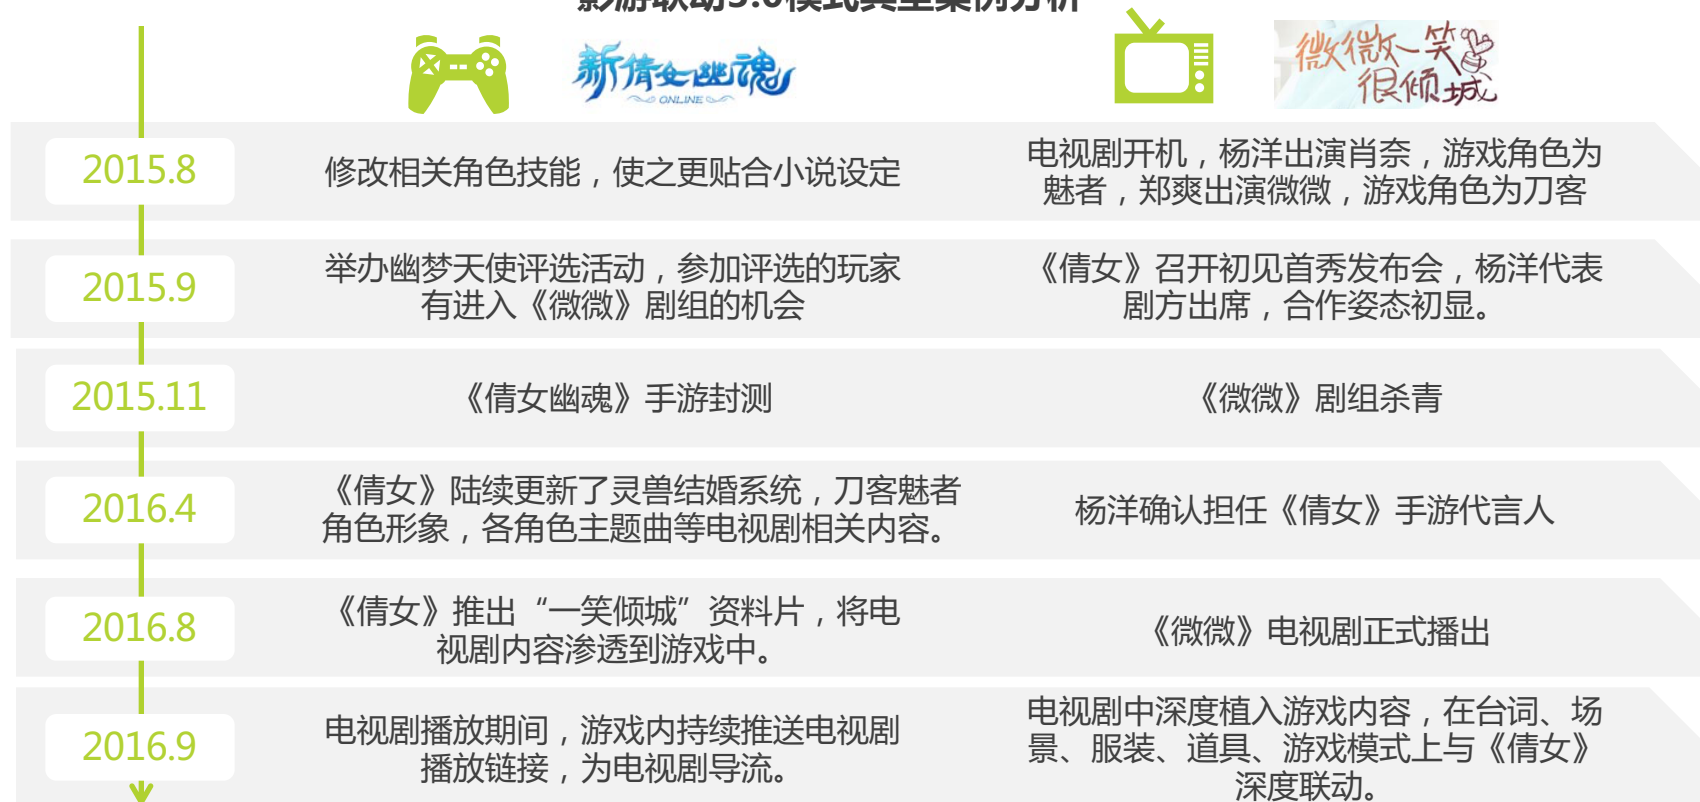 影游联动3.0模式典型案例分析
新倩女幽魂
ONLINE
微微一笑
很倾城
2015.8
修改相关角色技能，使之更贴合小说设定
电视剧开机，杨洋出演肖奈，游戏角色为
魅者，郑爽出演微微，游戏角色为刀客
2015.9
举办幽梦天使评选活动，参加评选的玩家
有进入《微微》剧组的机会
《倩女》召开初见首秀发布会，杨洋代表
剧方出席，合作姿态初显。
2015.11
《倩女幽魂》手游封测
《微微》剧组杀青
2016.4
《倩女》陆续更新了灵兽结婚系统，刀客魅者
角色形象，各角色主题曲等电视剧相关内容。
杨洋确认担任《倩女》手游代言人
2016.8
《倩女》推出“一笑倾城”资料片，将电
视剧内容渗透到游戏中。
《微微》电视剧正式播出
2016.9
电视剧播放期间，游戏内持续推送电视剧
播放链接，为电视剧导流。
电视剧中深度植入游戏内容，在台词、场
景、服装、道具、游戏模式上与《倩女》
深度联动。